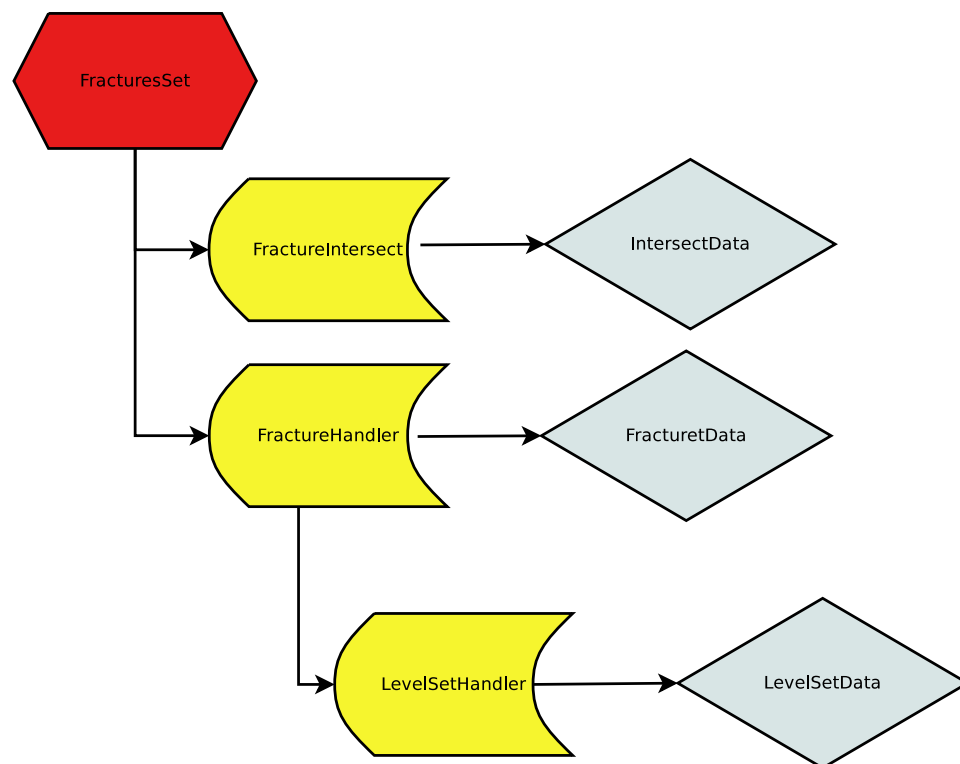 FracturesSet
FractureIntersect
IntersectData
FractureHandler
FracturetData
LevelSetHandler
LevelSetData